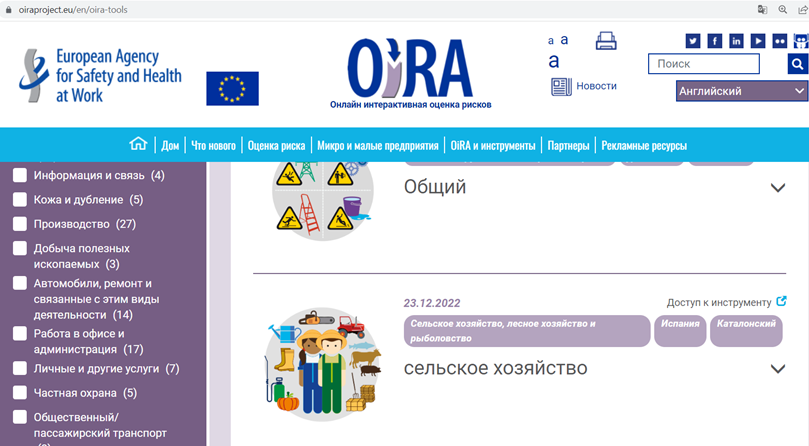 oiraproject.eu/en/oira-tools
European Agency
for Safety and Health
at Work
OiRA
Онлайн интерактивная оценка рисков
a a
a
Новости
Поиск
Английский
Дом
Что нового
Оценка риска
Микро и малые предприятия
OiRA и инструменты
Партнеры
Рекламные ресурсы
Информация и связь (4)
Кожа и дубление (5)
Производство (27)
Добыча полезных
ископаемых (3)
Автомобили, ремонт и
связанные с этим виды
деятельности (14)
Работа в офисе и
администрация (17)
Личные и другие услуги (7)
Частная охрана (5)
Общественный/
пассажирский транспорт
Общий
23.12.2022
Доступ к инструменту
Сельское хозяйство, лесное хозяйство и
рыболовство
Испания
Каталонский
сельское хозяйство